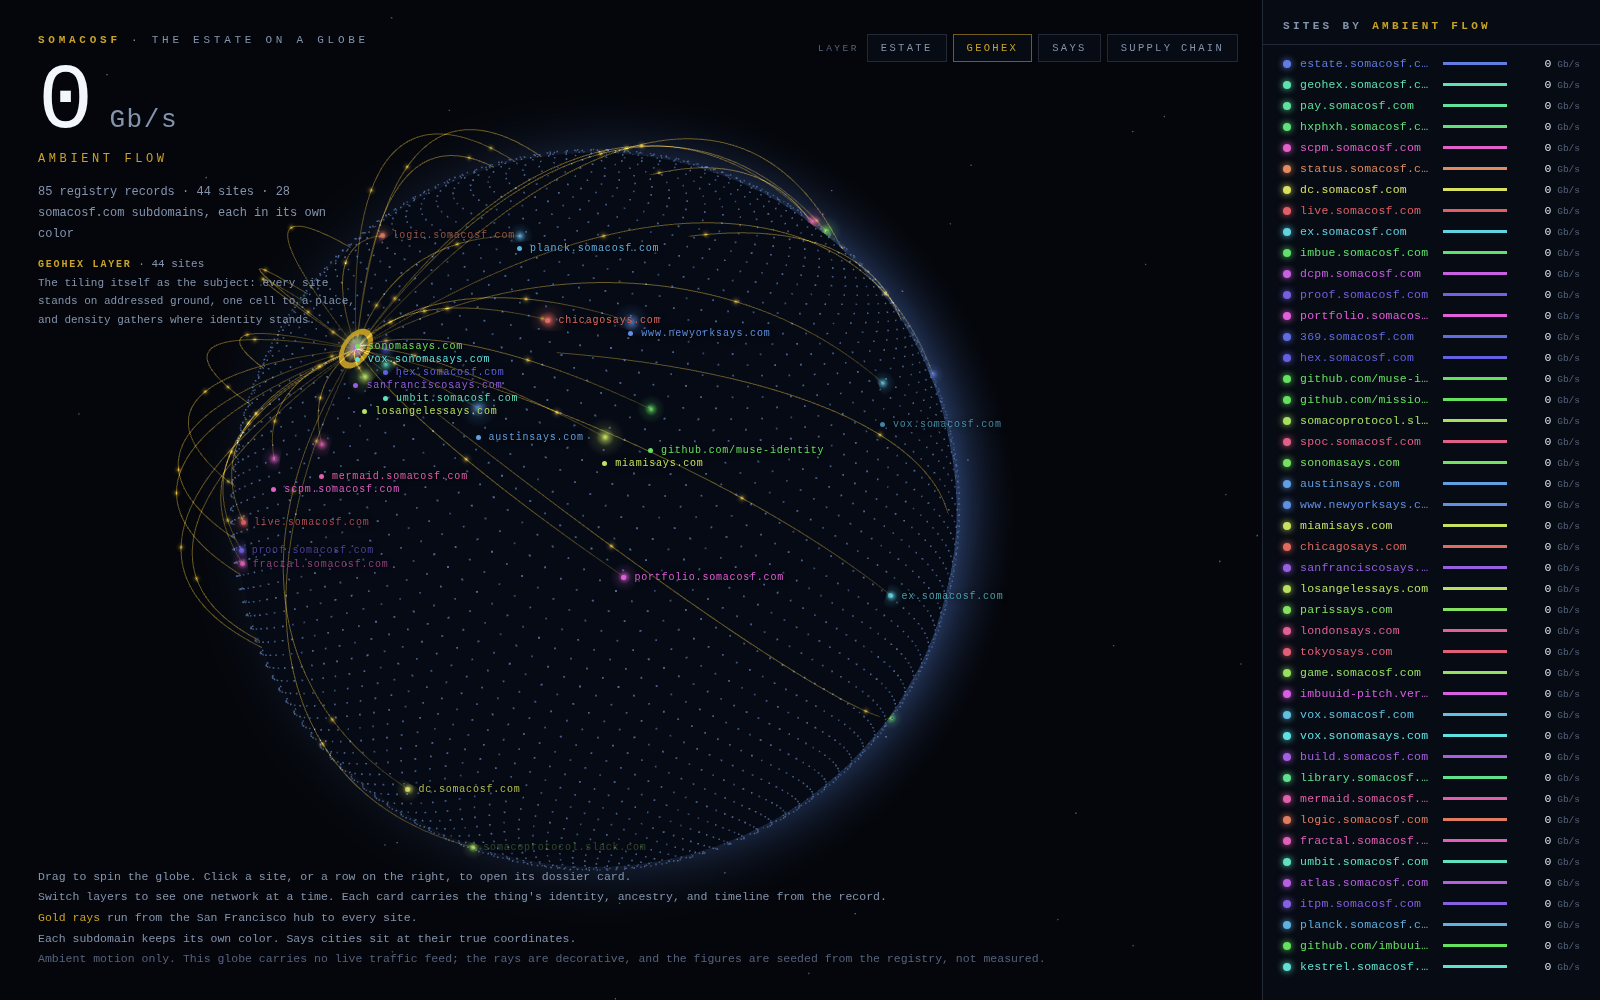 SOMACOSF · THE ESTATE ON A GLOBE
0 Gb/s
AMBIENT FLOW
85 registry records · 44 sites · 28
somacosf.com subdomains, each in its own
color
GEOHEX LAYER · 44 sites
The tiling itself as the subject: every site
stands on addressed ground, one cell to a place,
and density gathers where identity stands.
LAYER ESTATE GEOHEX SAYS SUPPLY CHAIN
logic.somacosf.com
planck.somacosf.com
chicagosays.com
www.newyorksays.com
sonomasays.com
vox.sonomasays.com
hex.somacosf.com
sanfranciscosays.com
umbit.somacosf.com
losangelessays.com
vox.somacosf.com
austinsays.com
github.com/muse-identity
miamisays.com
mermaid.somacosf.com
scpm.somacosf.com
live.somacosf.com
proof.somacosf.com
fractal.somacosf.com
portfolio.somacosf.com
ex.somacosf.com
dc.somacosf.com
somacoprotocol.slack.com
Drag to spin the globe. Click a site, or a row on the right, to open its dossier card.
Switch layers to see one network at a time. Each card carries the thing's identity, ancestry, and timeline from the record.
Gold rays run from the San Francisco hub to every site.
Each subdomain keeps its own color. Says cities sit at their true coordinates.
Ambient motion only. This globe carries no live traffic feed; the rays are decorative, and the figures are seeded from the registry, not measured.
SITES BY AMBIENT FLOW
estate.somacosf.c… 0 Gb/s
geohex.somacosf.c… 0 Gb/s
pay.somacosf.com 0 Gb/s
hxphxh.somacosf.c… 0 Gb/s
scpm.somacosf.com 0 Gb/s
status.somacosf.c… 0 Gb/s
dc.somacosf.com 0 Gb/s
live.somacosf.com 0 Gb/s
ex.somacosf.com 0 Gb/s
imbue.somacosf.com 0 Gb/s
dcpm.somacosf.com 0 Gb/s
proof.somacosf.com 0 Gb/s
portfolio.somacos… 0 Gb/s
369.somacosf.com 0 Gb/s
hex.somacosf.com 0 Gb/s
github.com/muse-i… 0 Gb/s
github.com/missio… 0 Gb/s
somacoprotocol.sl… 0 Gb/s
spoc.somacosf.com 0 Gb/s
sonomasays.com 0 Gb/s
austinsays.com 0 Gb/s
www.newyorksays.c… 0 Gb/s
miamisays.com 0 Gb/s
chicagosays.com 0 Gb/s
sanfranciscosays.… 0 Gb/s
losangelessays.com 0 Gb/s
parissays.com 0 Gb/s
londonsays.com 0 Gb/s
tokyosays.com 0 Gb/s
game.somacosf.com 0 Gb/s
imbuuid-pitch.ver… 0 Gb/s
vox.somacosf.com 0 Gb/s
vox.sonomasays.com 0 Gb/s
build.somacosf.com 0 Gb/s
library.somacosf.… 0 Gb/s
mermaid.somacosf.… 0 Gb/s
logic.somacosf.com 0 Gb/s
fractal.somacosf.… 0 Gb/s
umbit.somacosf.com 0 Gb/s
atlas.somacosf.com 0 Gb/s
itpm.somacosf.com 0 Gb/s
planck.somacosf.c… 0 Gb/s
github.com/imbuui… 0 Gb/s
kestrel.somacosf.… 0 Gb/s